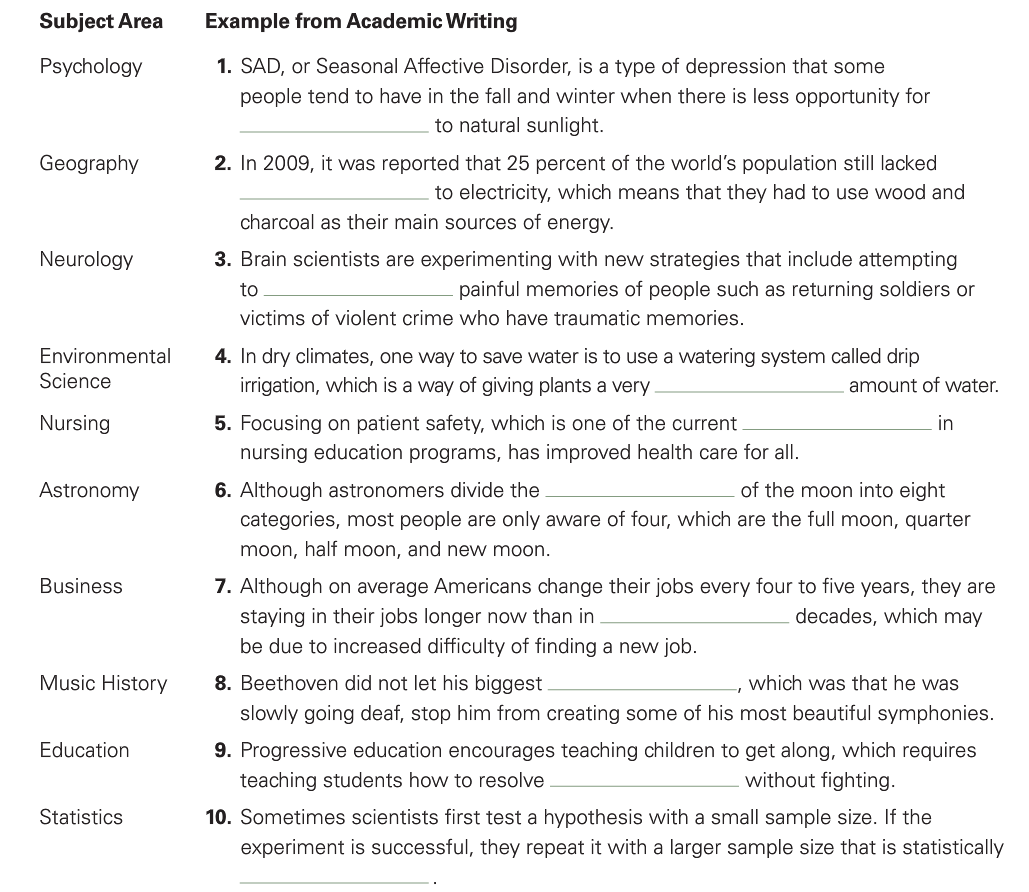 Subject Area Example from Academic Writing
Psychology 1. SAD, or Seasonal Affective Disorder, is a type of depression that some
people tend to have in the fall and winter when there is less opportunity for
____________________ to natural sunlight.
Geography 2. In 2009, it was reported that 25 percent of the world's population still lacked
____________________ to electricity, which means that they had to use wood and
charcoal as their main sources of energy.
Neurology 3. Brain scientists are experimenting with new strategies that include attempting
to ____________________ painful memories of people such as returning soldiers or
victims of violent crime who have traumatic memories.
Environmental 4. In dry climates, one way to save water is to use a watering system called drip
Science irrigation, which is a way of giving plants a very ____________________ amount of water.
Nursing 5. Focusing on patient safety, which is one of the current ____________________ in
nursing education programs, has improved health care for all.
Astronomy 6. Although astronomers divide the ____________________ of the moon into eight
categories, most people are only aware of four, which are the full moon, quarter
moon, half moon, and new moon.
Business 7. Although on average Americans change their jobs every four to five years, they are
staying in their jobs longer now than in ____________________ decades, which may
be due to increased difficulty of finding a new job.
Music History 8. Beethoven did not let his biggest ____________________, which was that he was
slowly going deaf, stop him from creating some of his most beautiful symphonies.
Education 9. Progressive education encourages teaching children to get along, which requires
teaching students how to resolve ____________________ without fighting.
Statistics 10. Sometimes scientists first test a hypothesis with a small sample size. If the
experiment is successful, they repeat it with a larger sample size that is statistically
____________________.